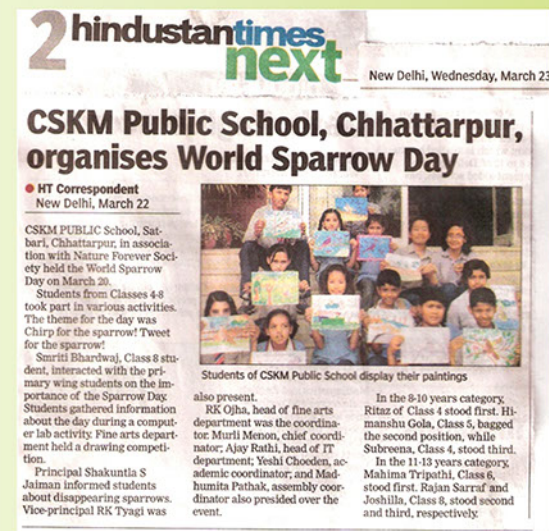 2 hindustantimes
next
New Delhi, Wednesday, March 23
CSKM Public School, Chhattarpur,
organises World Sparrow Day
HT Correspondent
New Delhi, March 22
CSKM PUBLIC School, Sat-
bari, Chhattarpur, in associa-
tion with Nature Forever Soci-
ety held the World Sparrow
Day on March 20.
Students from Classes 4-8
took part in various activities.
The theme for the day was
Chirp for the sparrow! Tweet
for the sparrow!
Smriti Bhardwaj, Class 8 stu-
dent, interacted with the pri-
mary wing students on the im-
portance of the Sparrow Day.
Students gathered information
about the day during a comput-
er lab activity. Fine arts depart-
ment held a drawing competi-
tion.
Principal Shakuntla S
Jaiman informed students
about disappearing sparrows.
Vice-principal RK Tyagi was
Students of CSKM Public School display their paintings
also present.
RK Ojha, head of fine arts
department was the coordina-
tor. Murli Menon, chief coordi-
nator; Ajay Rathi, head of IT
department; Yeshi Choeden, ac-
ademic cooordinator; and Mad-
humita Pathak, assembly coor-
dinator also presided over the
event.
In the 8-10 years category,
Ritaz of Class 4 stood first. Hi-
manshu Gola, Class 5, bagged
the second position, while
Subreena, Class 4, stood third.
In the 11-13 years category,
Mahima Tripathi, Class 6,
stood first. Rajan Sarraf and
Joshilla, Class 8, stood second
and third, respectively.